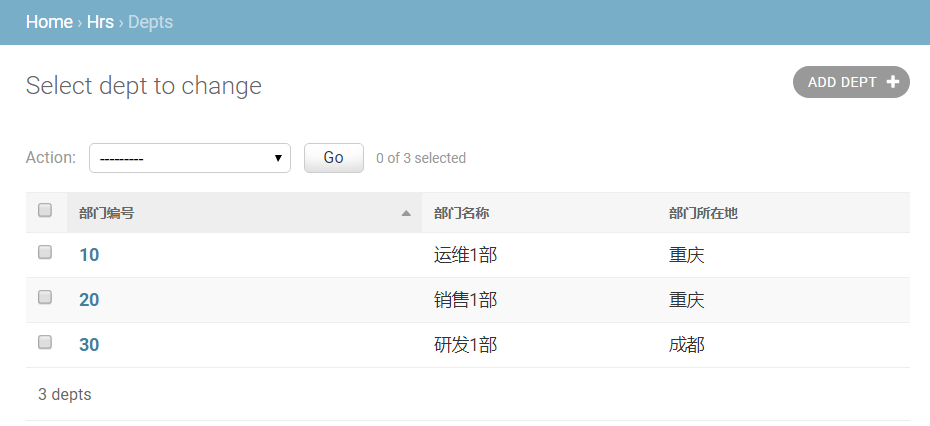 Home › Hrs › Depts
Select dept to change
ADD DEPT
Action: --------- Go 0 of 3 selected
部门编号 部门名称 部门所在地
10 运维1部 重庆
20 销售1部 重庆
30 研发1部 成都
3 depts